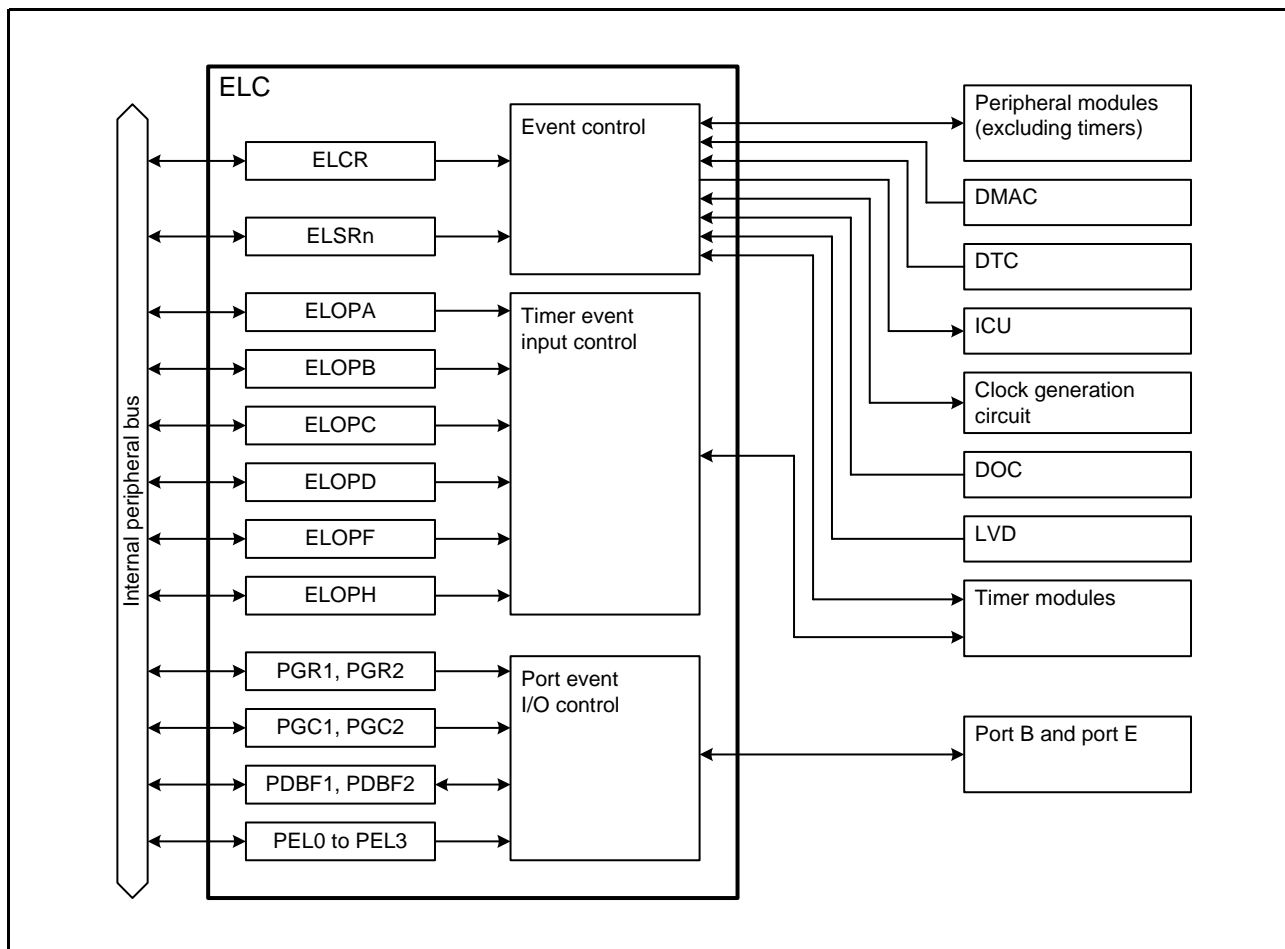 ELC
Internal peripheral bus
ELCR
ELSRn
ELOPA
ELOPB
ELOPC
ELOPD
ELOPF
ELOPH
PGR1, PGR2
PGC1, PGC2
PDBF1, PDBF2
PEL0 to PEL3
Event control
Timer event
input control
Port event
I/O control
Peripheral modules
(excluding timers)
DMAC
DTC
ICU
Clock generation
circuit
DOC
LVD
Timer modules
Port B and port E